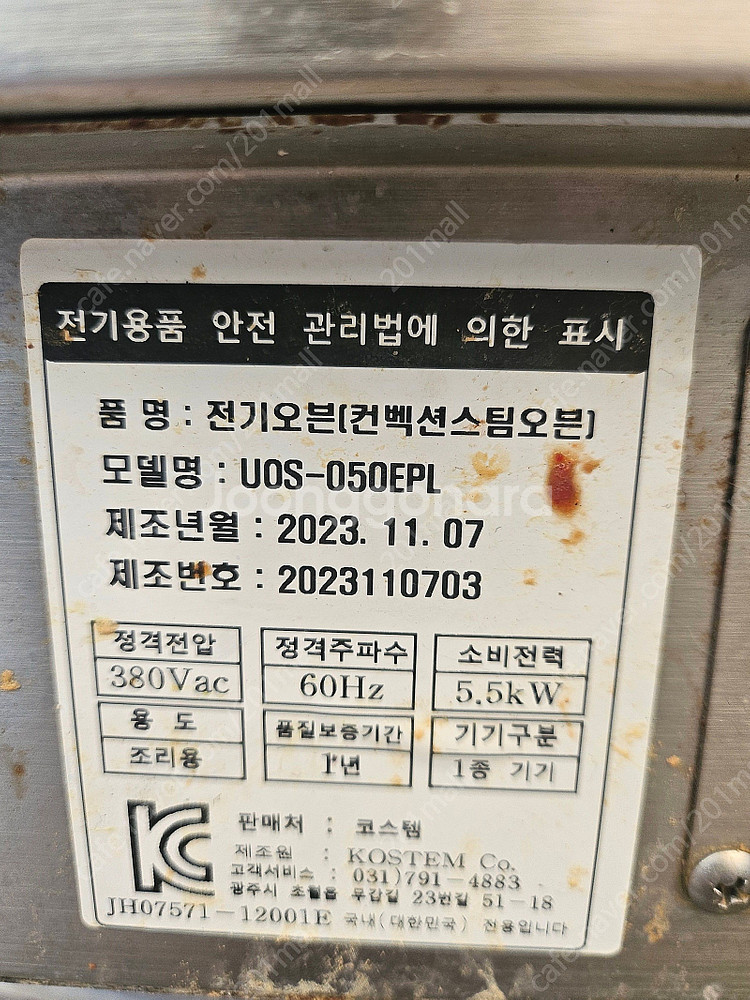 전기용품 안전 관리법에 의한 표시
품 명 : 전기오븐(컨벡션스팀오븐)
모델명 : UOS-050EPL
제조년월 : 2023. 11. 07
제조번호 : 2023110703
정격전압 정격주파수 소비전력
380Vac 60Hz 5.5kW
용 도 품질보증기간 기기구분
조리용 1년 1종 기기
판매처 : 코스템
제조원 : KOSTEM Co.
고객서비스 : 031)791-4883
광주시 초월읍 무갑길 23번길 51-18
JH07571-12001E 국내(대한민국) 전용입니다
joonggonara
cafe.naver.com/201mall